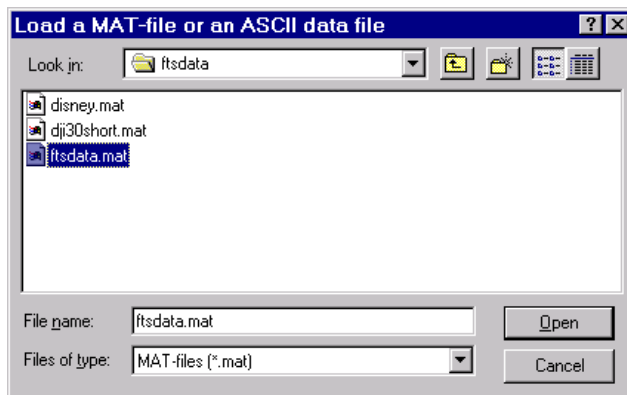 Load a MAT-file or an ASCII data file
Look in: ftsdata
disney.mat
dji30short.mat
ftsdata.mat
File name: ftsdata.mat Open
Files of type: MAT-files (*.mat) Cancel